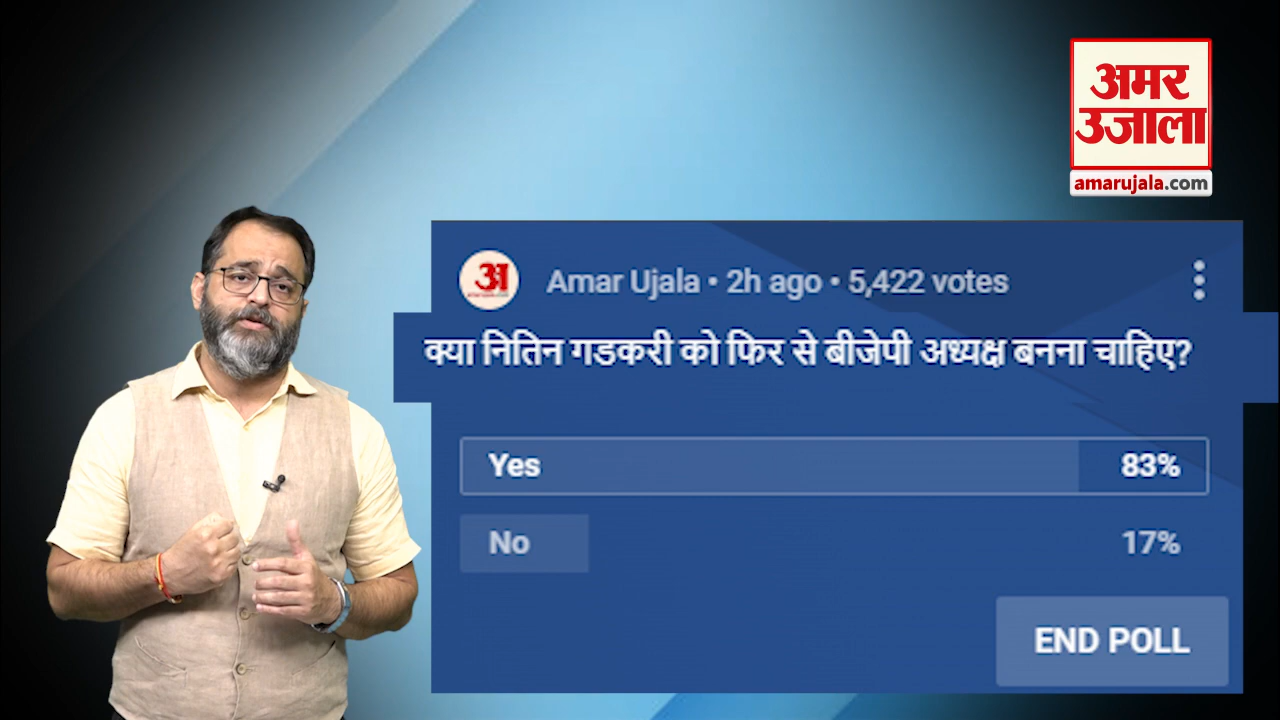 अमर
उजाला
amarujala.com
अ
Amar Ujala • 2h ago • 5,422 votes
क्या नितिन गडकरी को फिर से बीजेपी अध्यक्ष बनना चाहिए?
Yes 83%
No 17%
END POLL